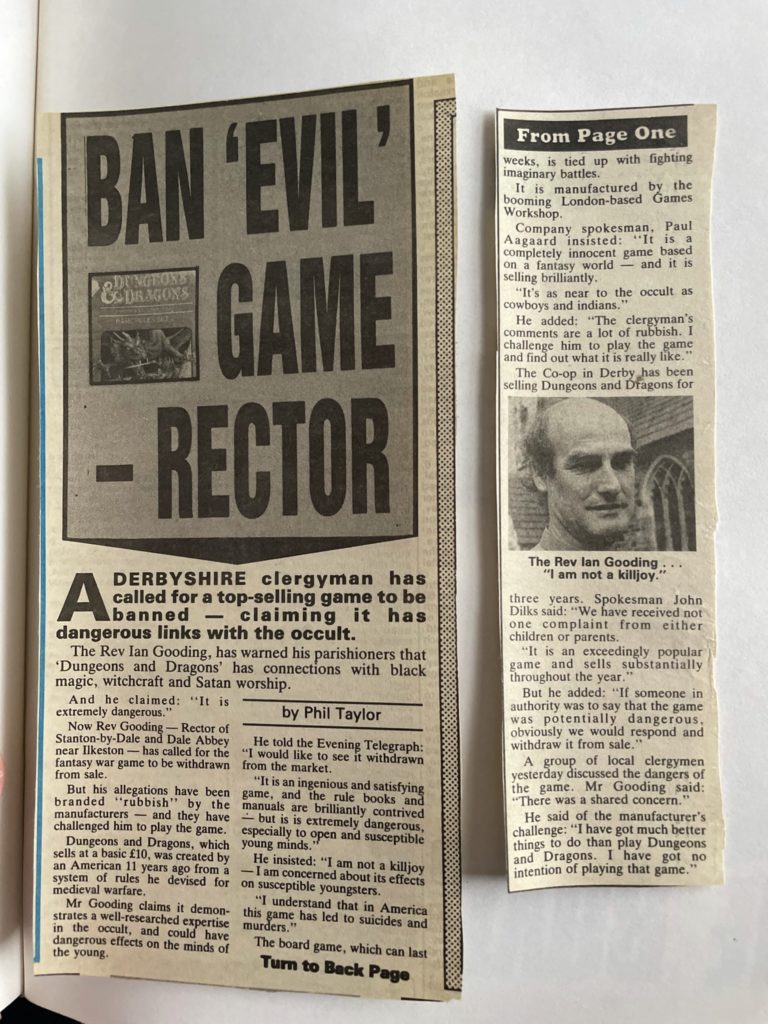 BAN 'EVIL'
DUNGEONS
& DRAGONS
GAME
– RECTOR
A DERBYSHIRE clergyman has
called for a top-selling game to be
banned — claiming it has
dangerous links with the occult.
The Rev Ian Gooding, has warned his parishioners that
'Dungeons and Dragons' has connections with black
magic, witchcraft and Satan worship.
And he claimed: "It is
extremely dangerous."
Now Rev Gooding — Rector of
Stanton-by-Dale and Dale Abbey
near Ilkeston — has called for the
fantasy war game to be withdrawn
from sale.
But his allegations have been
branded "rubbish" by the
manufacturers — and they have
challenged him to play the game.
Dungeons and Dragons, which
sells at a basic £10, was created by
an American 11 years ago from a
system of rules he devised for
medieval warfare.
Mr Gooding claims it demon-
strates a well-researched expertise
in the occult, and could have
dangerous effects on the minds of
the young.
by Phil Taylor
He told the Evening Telegraph:
"I would like to see it withdrawn
from the market.
"It is an ingenious and satisfying
game, and the rule books and
manuals are brilliantly contrived
— but is is extremely dangerous,
especially to open and susceptible
young minds."
He insisted: "I am not a killjoy
— I am concerned about its effects
on susceptible youngsters.
"I understand that in America
this game has led to suicides and
murders."
The board game, which can last
Turn to Back Page
From Page One
weeks, is tied up with fighting
imaginary battles.
It is manufactured by the
booming London-based Games
Workshop.
Company spokesman, Paul
Aagaard insisted: "It is a
completely innocent game based
on a fantasy world — and it is
selling brilliantly.
"It's as near to the occult as
cowboys and indians."
He added: "The clergyman's
comments are a lot of rubbish. I
challenge him to play the game
and find out what it is really like."
The Co-op in Derby has been
selling Dungeons and Dragons for
The Rev Ian Gooding . . .
"I am not a killjoy."
three years. Spokesman John
Dilks said: "We have received not
one complaint from either
children or parents.
"It is an exceedingly popular
game and sells substantially
throughout the year."
But he added: "If someone in
authority was to say that the game
was potentially dangerous,
obviously we would respond and
withdraw it from sale."
A group of local clergymen
yesterday discussed the dangers of
the game. Mr Gooding said:
"There was a shared concern."
He said of the manufacturer's
challenge: "I have got much better
things to do than play Dungeons
and Dragons. I have got no
intention of playing that game."